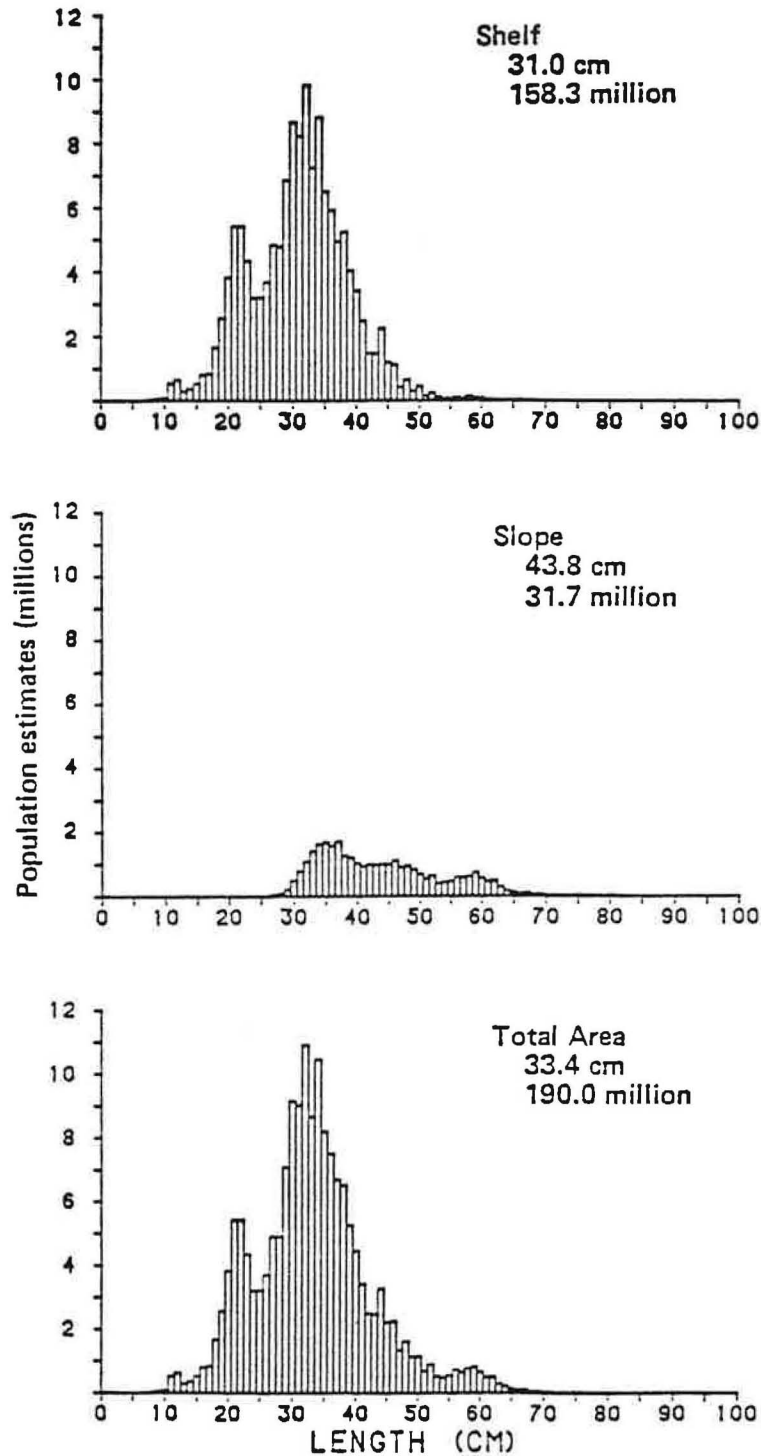 12
Shelf
31.0 cm
158.3 million
10
8
6
4
2
0 10 20 30 40 50 60 70 80 90 100
Population estimates (millions)
12
Slope
43.8 cm
31.7 million
10
8
6
4
2
0 10 20 30 40 50 60 70 80 90 100
12
Total Area
33.4 cm
190.0 million
10
8
6
4
2
0 10 20 30 40 50 60 70 80 90 100
LENGTH (CM)